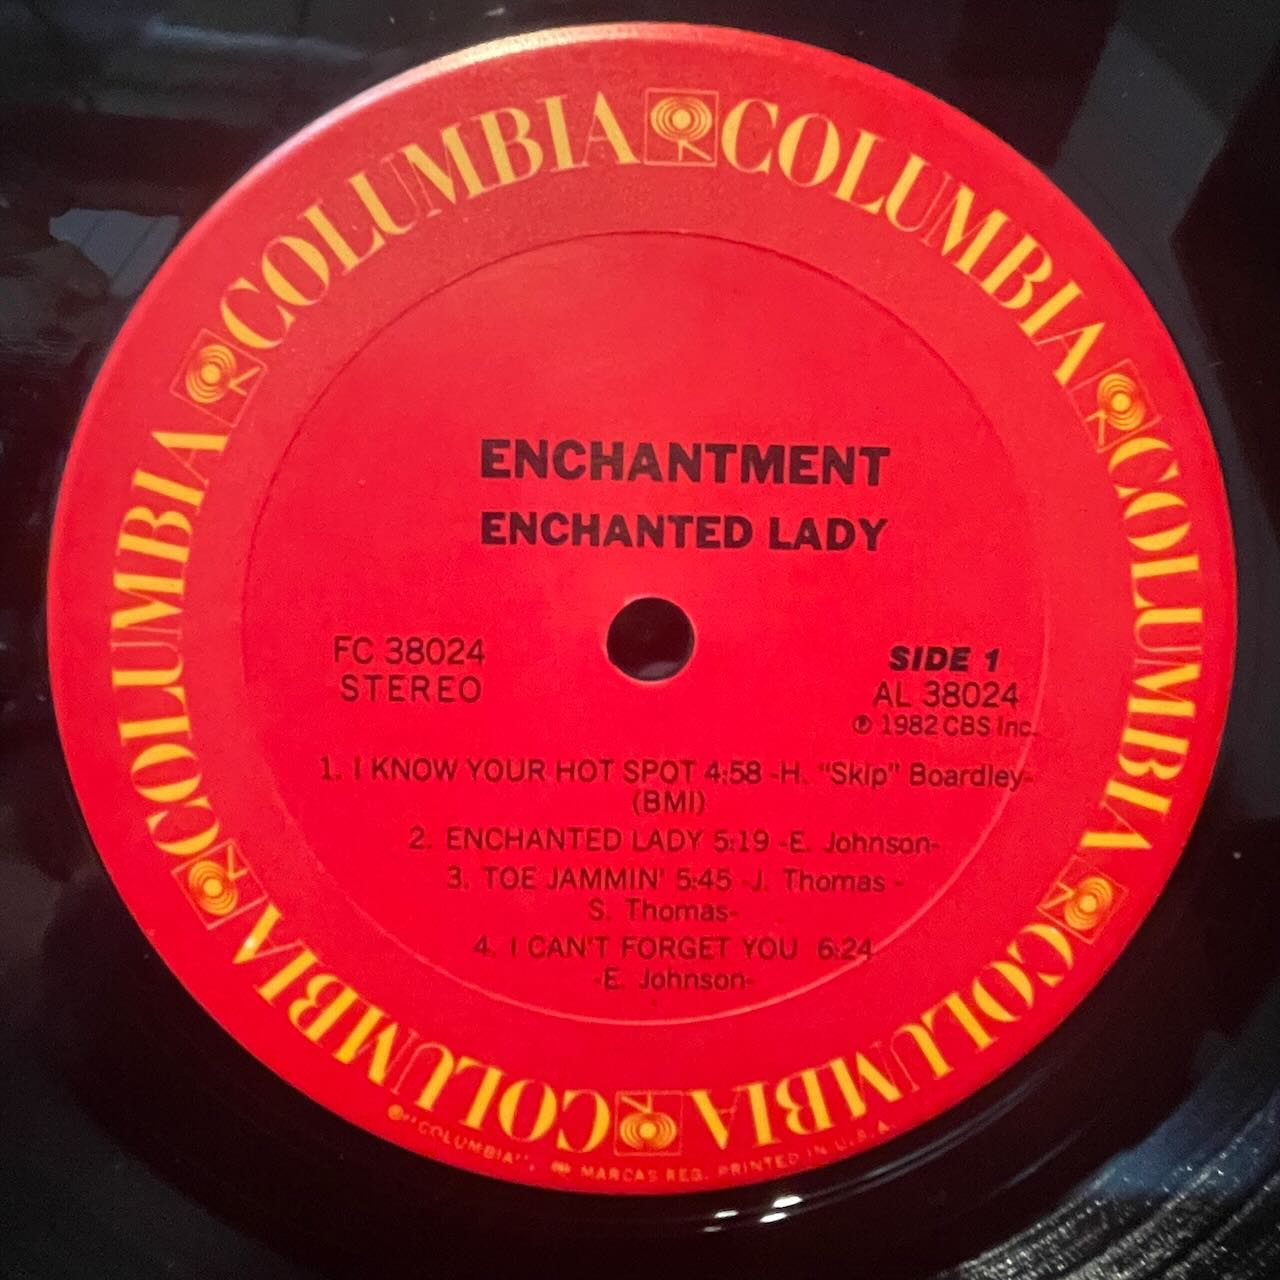 COLUMBIA COLUMBIA COLUMBIA COLUMBIA COLUMBIA COLUMBIA
ENCHANTMENT
ENCHANTED LADY
FC 38024
STEREO
SIDE 1
AL 38024
℗ 1982 CBS Inc.
1. I KNOW YOUR HOT SPOT 4:58 -H. "Skip" Boardley-
(BMI)
2. ENCHANTED LADY 5:19 -E. Johnson-
3. TOE JAMMIN' 5:45 -J. Thomas -
S. Thomas-
4. I CAN'T FORGET YOU 6:24
-E. Johnson-
® "COLUMBIA", MARCAS REG. PRINTED IN U.S.A.